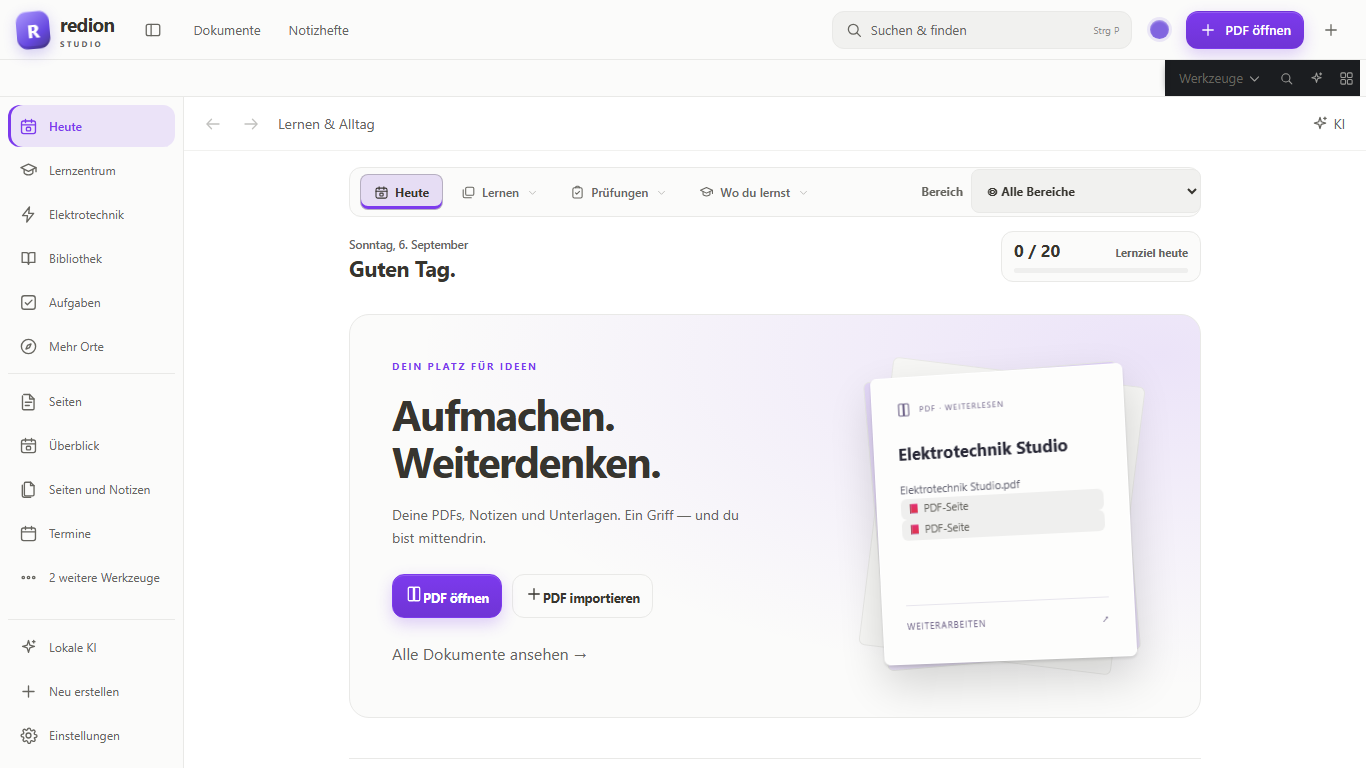 R redion
STUDIO
Dokumente
Notizhefte
Suchen & finden
Strg P
PDF öffnen
Werkzeuge
Heute
Lernzentrum
Elektrotechnik
Bibliothek
Aufgaben
Mehr Orte
Seiten
Überblick
Seiten und Notizen
Termine
2 weitere Werkzeuge
Lokale KI
Neu erstellen
Einstellungen
Lernen & Alltag
KI
Heute
Lernen
Prüfungen
Wo du lernst
Bereich
Alle Bereiche
Sonntag, 6. September
Guten Tag.
0 / 20
Lernziel heute
DEIN PLATZ FÜR IDEEN
Aufmachen.
Weiterdenken.
Deine PDFs, Notizen und Unterlagen. Ein Griff — und du
bist mittendrin.
PDF öffnen
PDF importieren
Alle Dokumente ansehen →
PDF · WEITERLESEN
Elektrotechnik Studio
Elektrotechnik Studio.pdf
PDF-Seite
PDF-Seite
WEITERARBEITEN